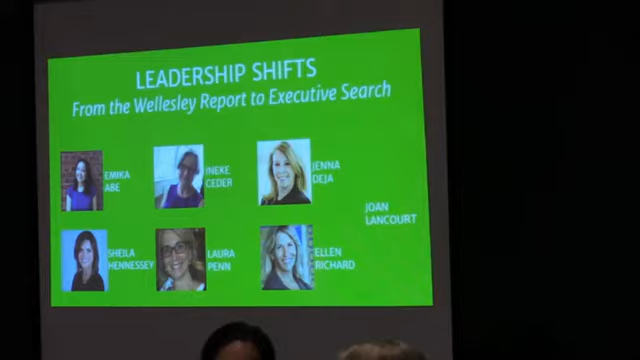 LEADERSHIP SHIFTS
From the Wellesley Report to Executive Search
EMIKA
ABE
INEKE
CEDER
JENNA
DEJA
JOAN
LANCOURT
SHEILA
HENNESSEY
LAURA
PENN
ELLEN
RICHARD